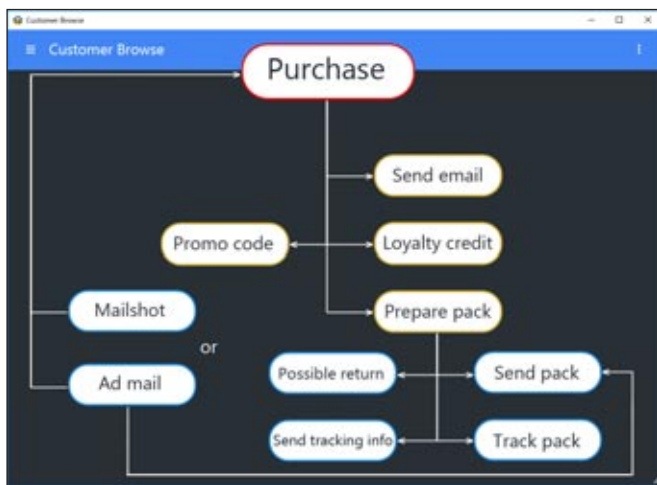 Customer Browse
Customer Browse
Purchase
Send email
Promo code
Loyalty credit
Mailshot
Prepare pack
or
Ad mail
Possible return
Send pack
Send tracking info
Track pack